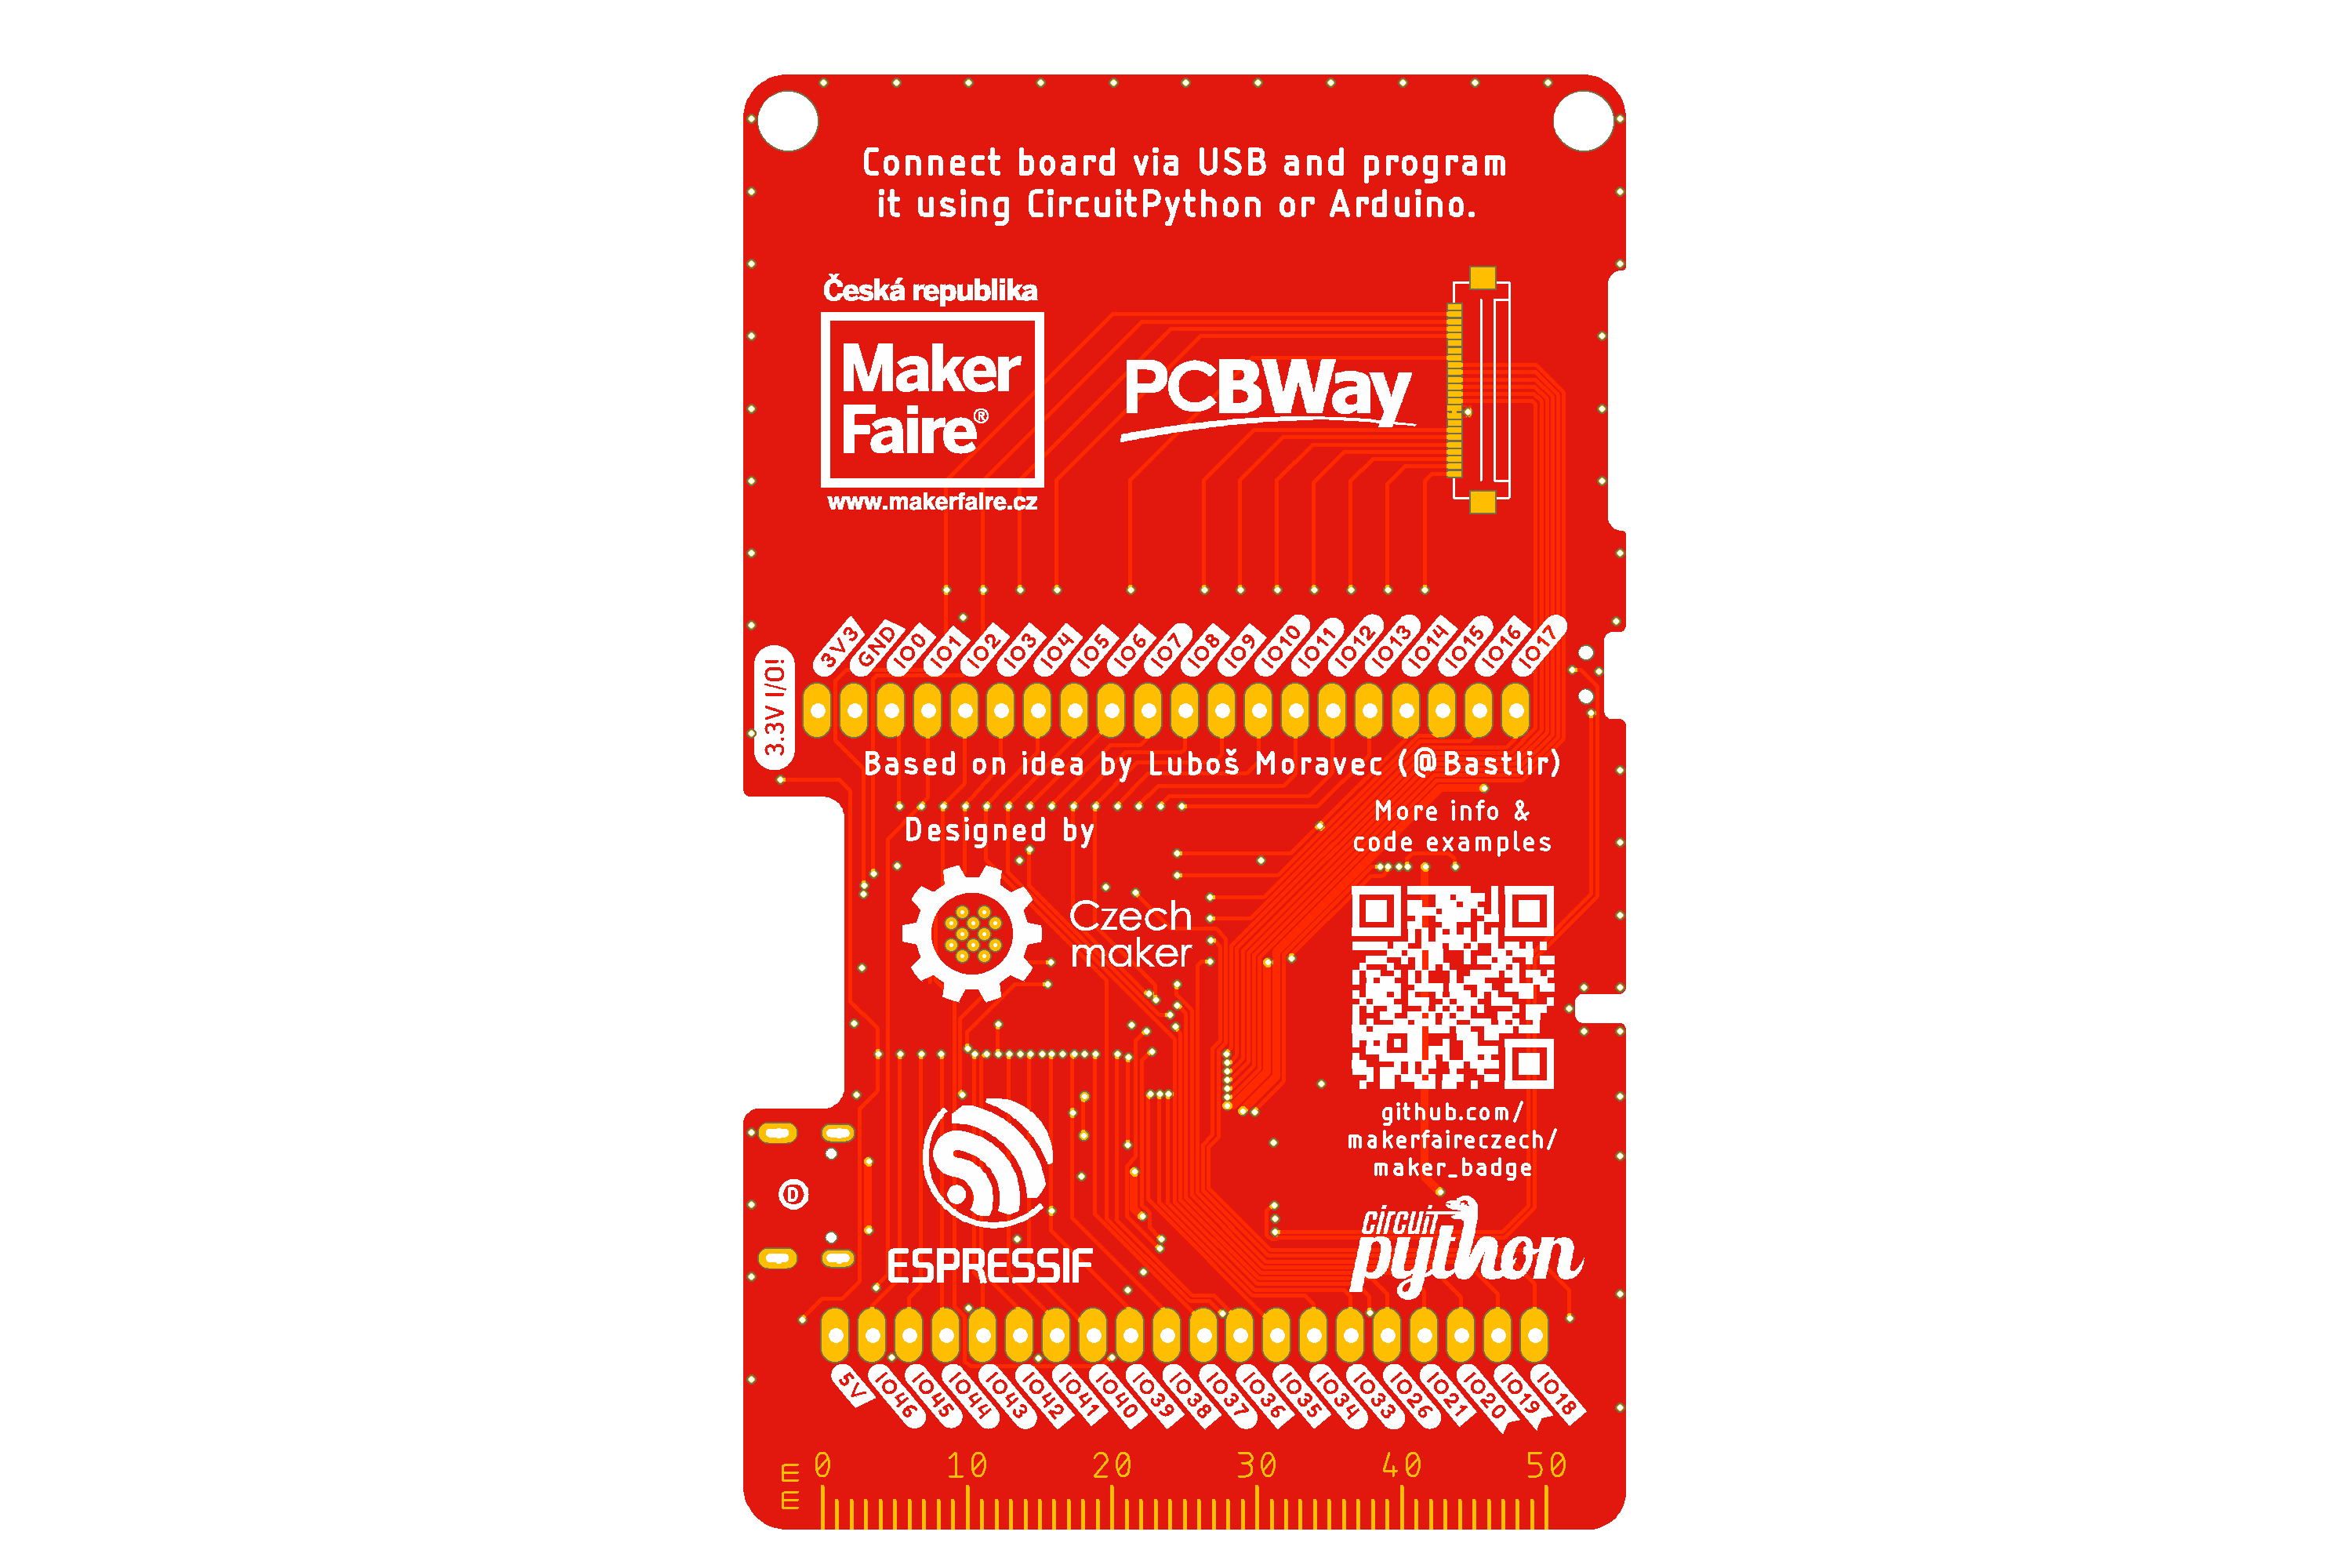 Connect board via USB and program
it using CircuitPython or Arduino.
Česká republika
Maker
Faire®
www.makerfaire.cz
PCBWay
3V3 GND IO0 IO1 IO2 IO3 IO4 IO5 IO6 IO7 IO8 IO9 IO10 IO11 IO12 IO13 IO14 IO15 IO16 IO17
3.3V I/O!
Based on idea by Luboš Moravec (@Bastlir)
Designed by
Czech
maker
More info &
code examples
github.com/
makerfaireczech/
maker_badge
D
ESPRESSIF
circuit
python
5V IO46 IO45 IO44 IO43 IO42 IO41 IO40 IO39 IO38 IO37 IO36 IO35 IO34 IO33 IO26 IO21 IO20 IO19 IO18
mm 0 10 20 30 40 50